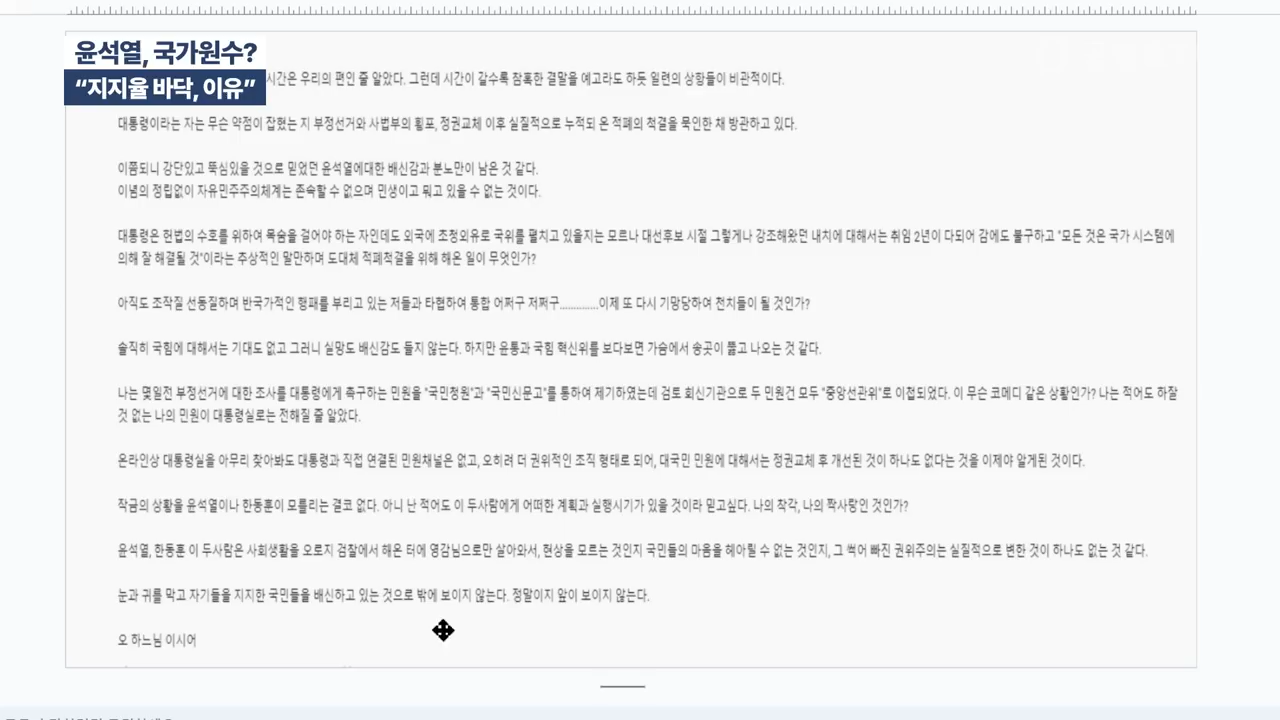 윤석열, 국가원수?
“지지율 바닥, 이유”
시간은 우리의 편인 줄 알았다. 그런데 시간이 갈수록 참혹한 결말을 예고라도 하듯 일련의 상황들이 비관적이다.
대통령이라는 자는 무슨 약점이 잡혔는 지 부정선거와 사법부의 횡포, 정권교체 이후 실질적으로 누적되 온 적폐의 척결을 묵인한 채 방관하고 있다.
이쯤되니 강단있고 뚝심있을 것으로 믿었던 윤석열에대한 배신감과 분노만이 남은 것 같다.
이념의 정립없이 자유민주주의체계는 존속할 수 없으며 민생이고 뭐고 있을 수 없는 것이다.
대통령은 헌법의 수호를 위하여 목숨을 걸어야 하는 자인데도 외국에 초청외유로 국위를 펼치고 있을지는 모르나 대선후보 시절 그렇게나 강조해왔던 내치에 대해서는 취임 2년이 다되어 감에도 불구하고 "모든 것은 국가 시스템에
의해 잘 해결될 것"이라는 추상적인 말만하며 도대체 적폐척결을 위해 해온 일이 무엇인가?
아직도 조작질 선동질하며 반국가적인 행패를 부리고 있는 저들과 타협하여 통합 어쩌구 저쩌구..............이제 또 다시 기망당하여 천치들이 될 것인가?
솔직히 국힘에 대해서는 기대도 없고 그러니 실망도 배신감도 들지 않는다. 하지만 윤통과 국힘 혁신위를 보다보면 가슴에서 송곳이 뚫고 나오는 것 같다.
나는 몇일전 부정선거에 대한 조사를 대통령에게 촉구하는 민원을 "국민청원"과 "국민신문고"를 통하여 제기하였는데 검토 회신기관으로 두 민원건 모두 "중앙선관위"로 이첩되었다. 이 무슨 코메디 같은 상황인가? 나는 적어도 하잘
것 없는 나의 민원이 대통령실로는 전해질 줄 알았다.
온라인상 대통령실을 아무리 찾아봐도 대통령과 직접 연결된 민원채널은 없고, 오히려 더 권위적인 조직 형태로 되어, 대국민 민원에 대해서는 정권교체 후 개선된 것이 하나도 없다는 것을 이제야 알게된 것이다.
작금의 상황을 윤석열이나 한동훈이 모를리는 결코 없다. 아니 난 적어도 이 두사람에게 어떠한 계획과 실행시기가 있을 것이라 믿고싶다. 나의 착각, 나의 짝사랑인 것인가?
윤석열, 한동훈 이 두사람은 사회생활을 오로지 검찰에서 해온 터에 영감님으로만 살아와서, 현상을 모르는 것인지 국민들의 마음을 헤아릴 수 없는 것인지, 그 썩어 빠진 권위주의는 실질적으로 변한 것이 하나도 없는 것 같다.
눈과 귀를 막고 자기들을 지지한 국민들을 배신하고 있는 것으로 밖에 보이지 않는다. 정말이지 앞이 보이지 않는다.
오 하느님 이시어